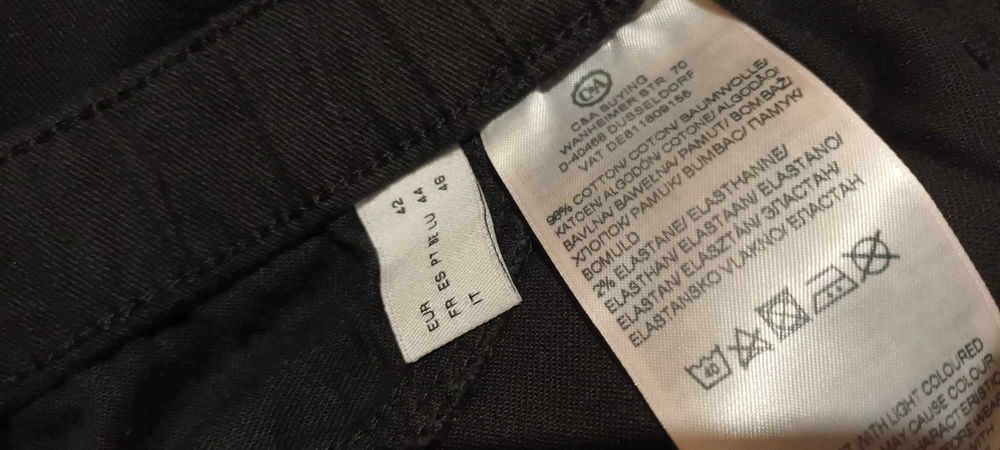 EUR 42
FR ES PT BE LU 44
IT 46
C&A
C&A BUYING
WANHEIMER STR. 70
D-40468 DUSSELDORF
VAT DE811809156
98% COTTON/ COTON/ BAUMWOLLE/
KATOEN/ ALGODÓN/ COTONE/ ALGODÃO/
BAVLNA/ BAWEŁNA/ PAMUT/ BOMBAŽ/
ХЛОПОК/ PAMUK/ BUMBAC/ ПАМУК/
BOMULD
2% ELASTANE/ ELASTHANNE/
ELASTHAN/ ELASTAAN/ ELASTANO/
ELASTAN/ ELASZTÁN/ ЭЛАСТАН/
ELASTANSKO VLAKNO/ ЕЛАСТАН
40
WITH LIGHT COLOURED
MAY CAUSE COLOUR
CHARACTERISTIC
WEAR